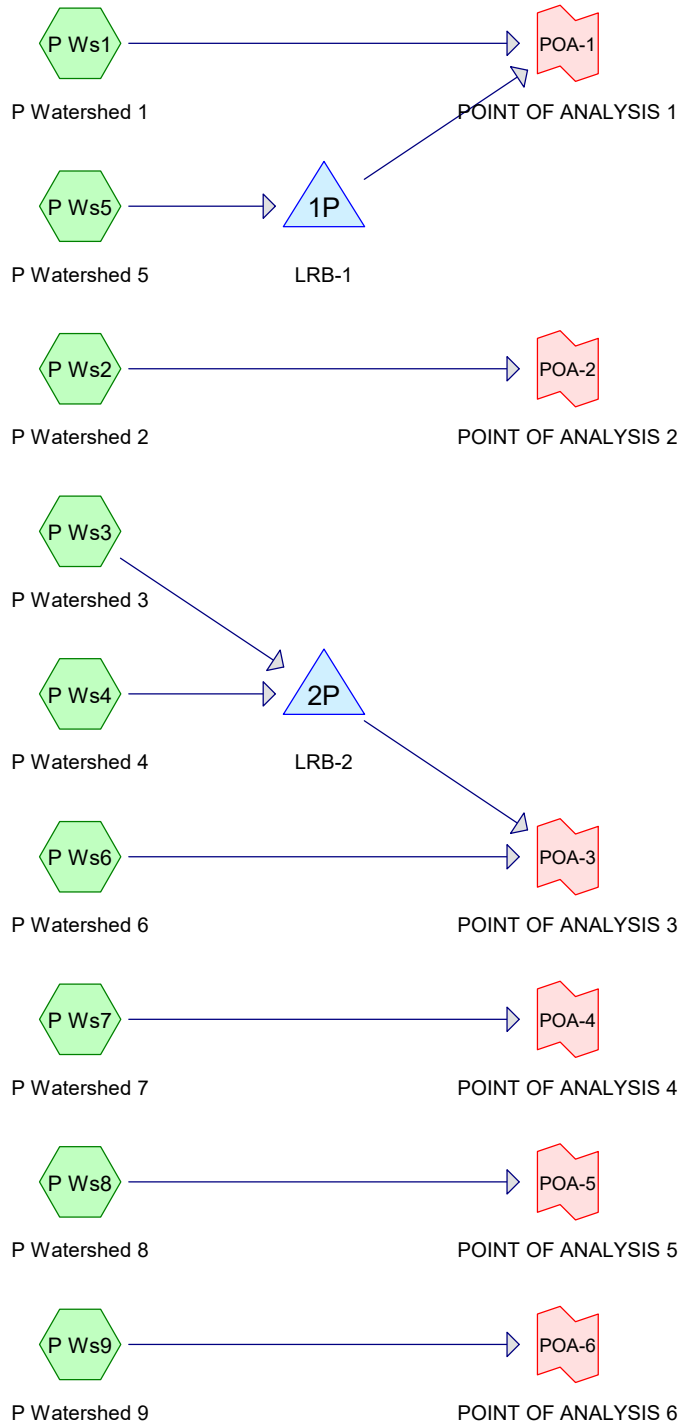 P Ws1
POA-1
P Watershed 1
POINT OF ANALYSIS 1
P Ws5
1P
P Watershed 5
LRB-1
P Ws2
POA-2
P Watershed 2
POINT OF ANALYSIS 2
P Ws3
P Watershed 3
P Ws4
2P
P Watershed 4
LRB-2
P Ws6
POA-3
P Watershed 6
POINT OF ANALYSIS 3
P Ws7
POA-4
P Watershed 7
POINT OF ANALYSIS 4
P Ws8
POA-5
P Watershed 8
POINT OF ANALYSIS 5
P Ws9
POA-6
P Watershed 9
POINT OF ANALYSIS 6